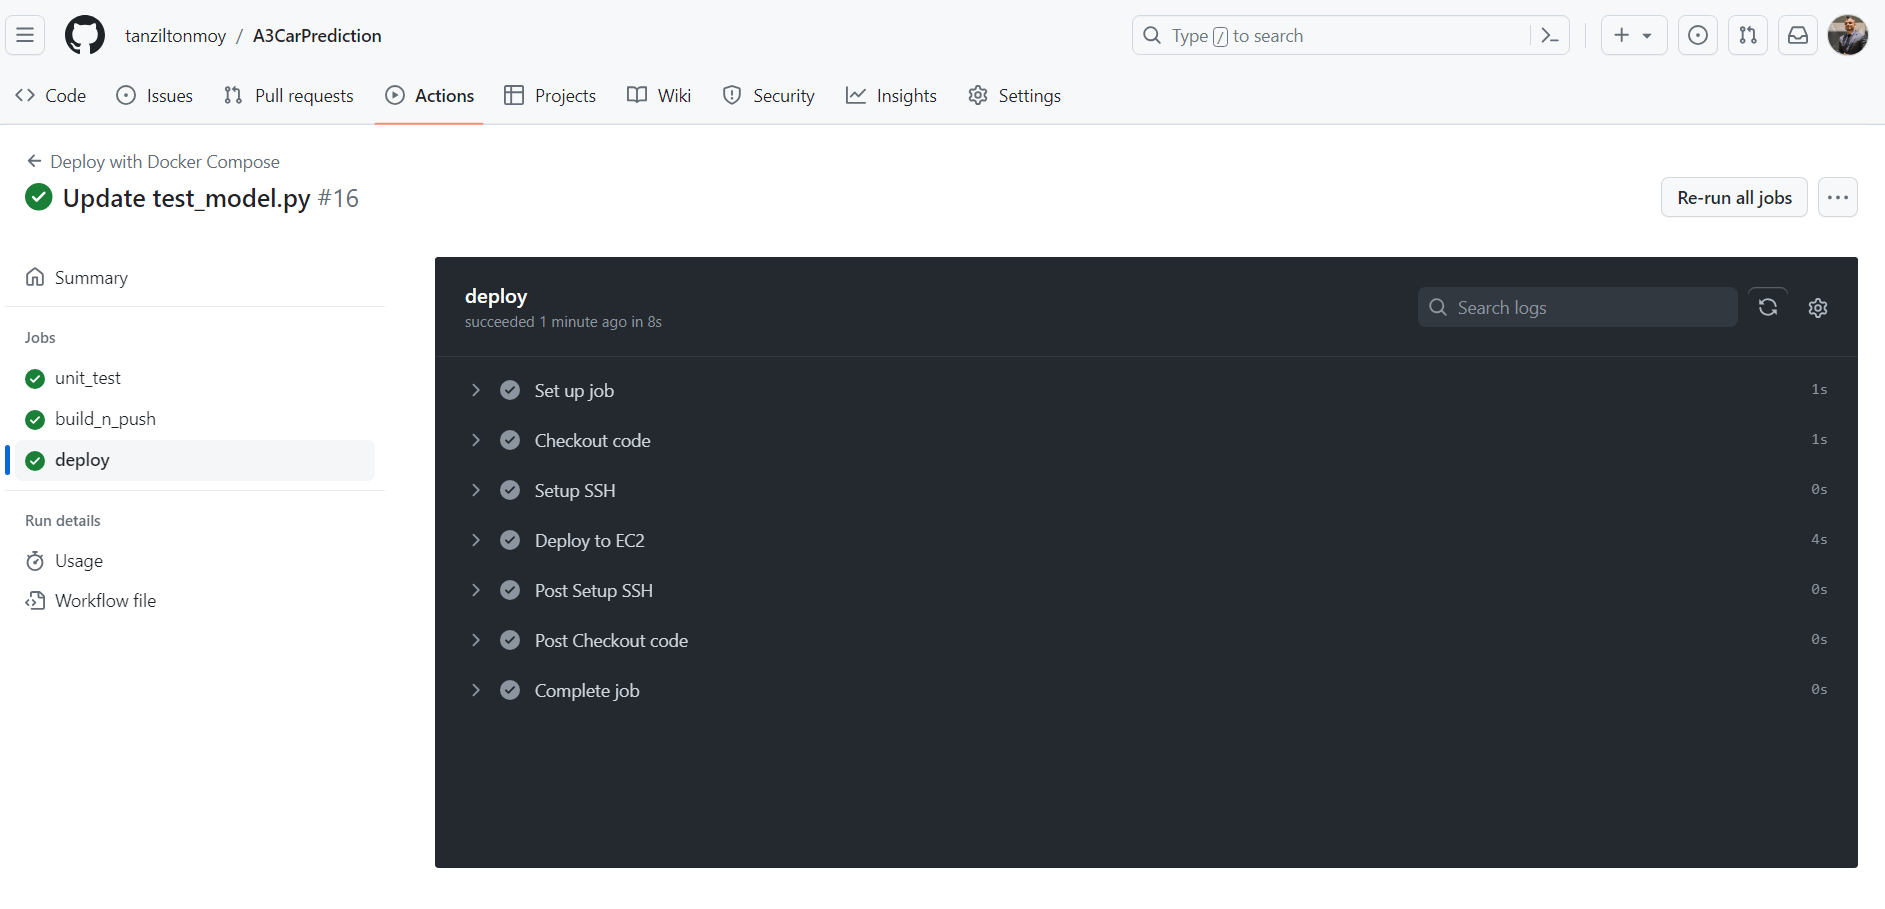 tanziltonmoy / A3CarPrediction
Type / to search
Code Issues Pull requests Actions Projects Wiki Security Insights Settings
Deploy with Docker Compose
Update test_model.py #16
Re-run all jobs
Summary
Jobs
unit_test
build_n_push
deploy
Run details
Usage
Workflow file
deploy
succeeded 1 minute ago in 8s
Search logs
Set up job 1s
Checkout code 1s
Setup SSH 0s
Deploy to EC2 4s
Post Setup SSH 0s
Post Checkout code 0s
Complete job 0s